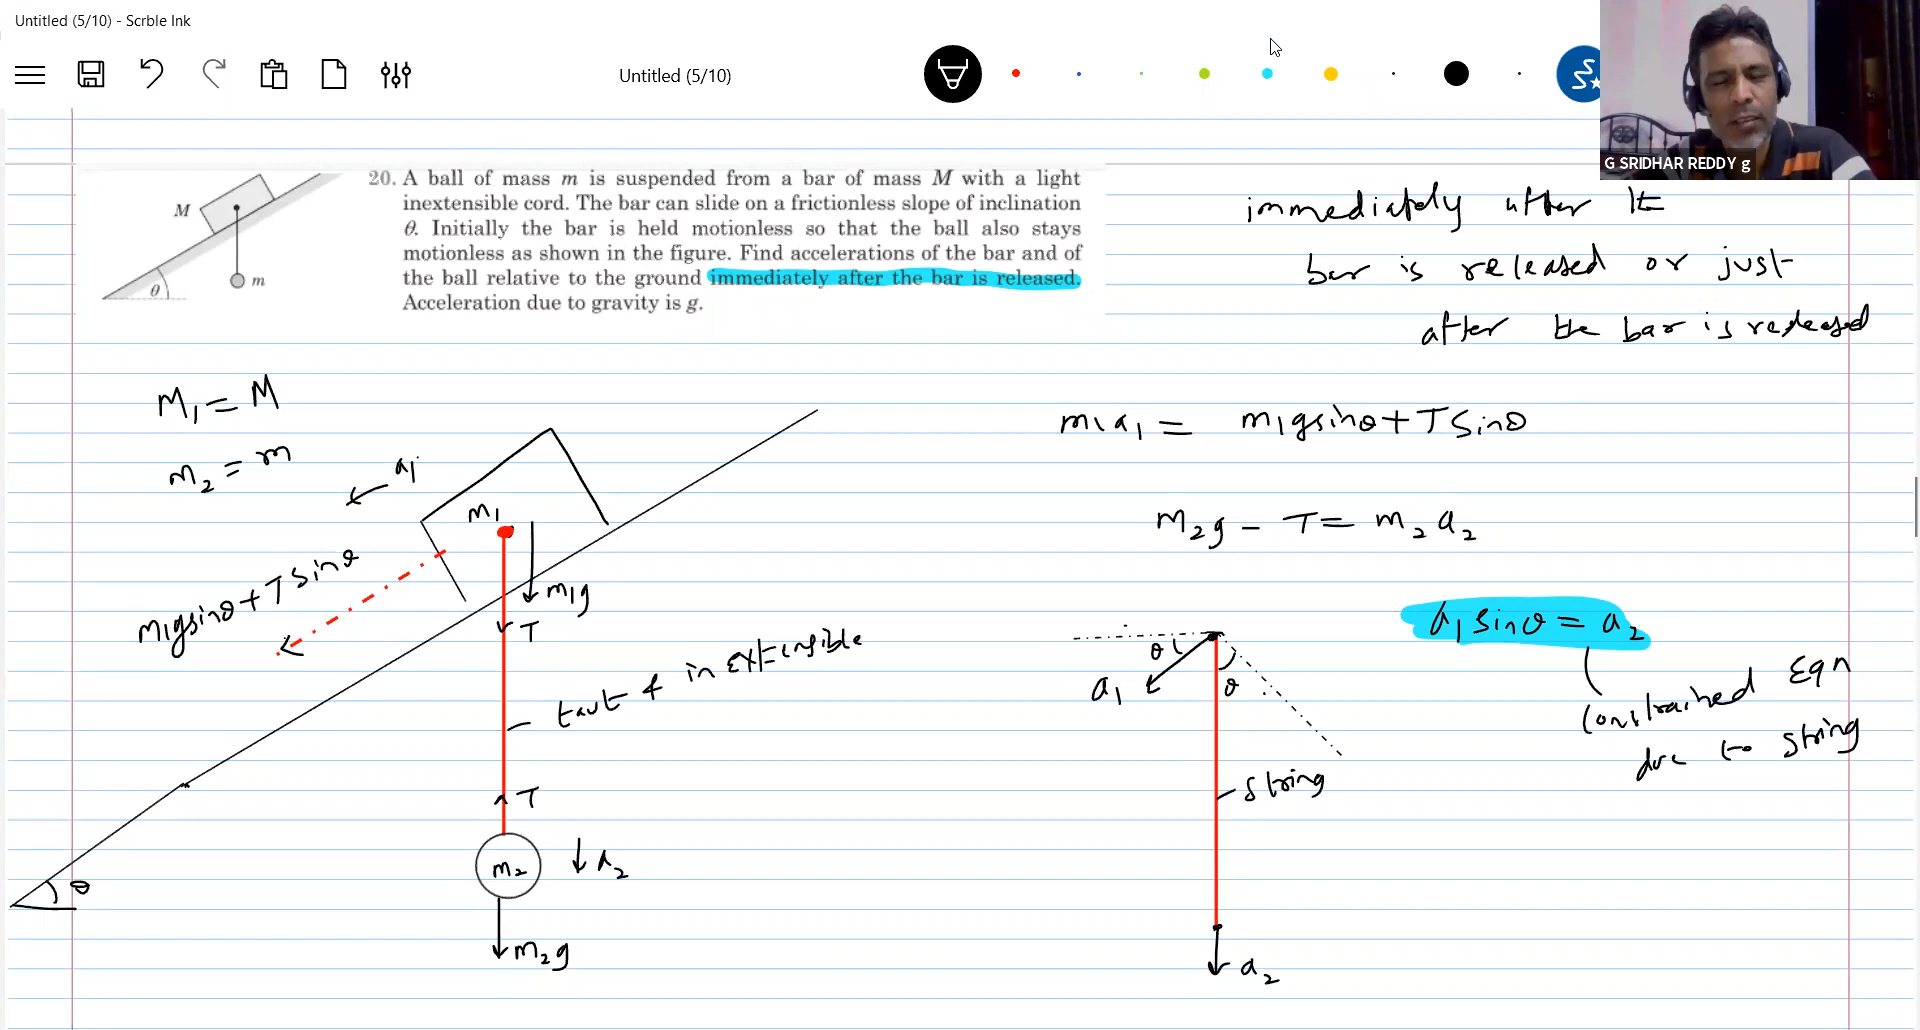 Untitled (5/10) - Scrble Ink
Untitled (5/10)
G SRIDHAR REDDY g
20. A ball of mass m is suspended from a bar of mass M with a light
inextensible cord. The bar can slide on a frictionless slope of inclination
θ. Initially the bar is held motionless so that the ball also stays
motionless as shown in the figure. Find accelerations of the bar and of
the ball relative to the ground immediately after the bar is released.
Acceleration due to gravity is g.
M
m
θ
immediately after
bar is released or just
after the bar is released
M₁ = M
m₂ = m
a₁
m₁
m₁g sinθ + T sinθ
m₁g
T
taut & inextensible
T
m₂
a₂
m₂g
θ
m₁a₁ = m₁g sinθ + T sinθ
m₂g - T = m₂a₂
a₁ sinθ = a₂
constrained Eqn
due to string
θ
a₁
θ
string
a₂